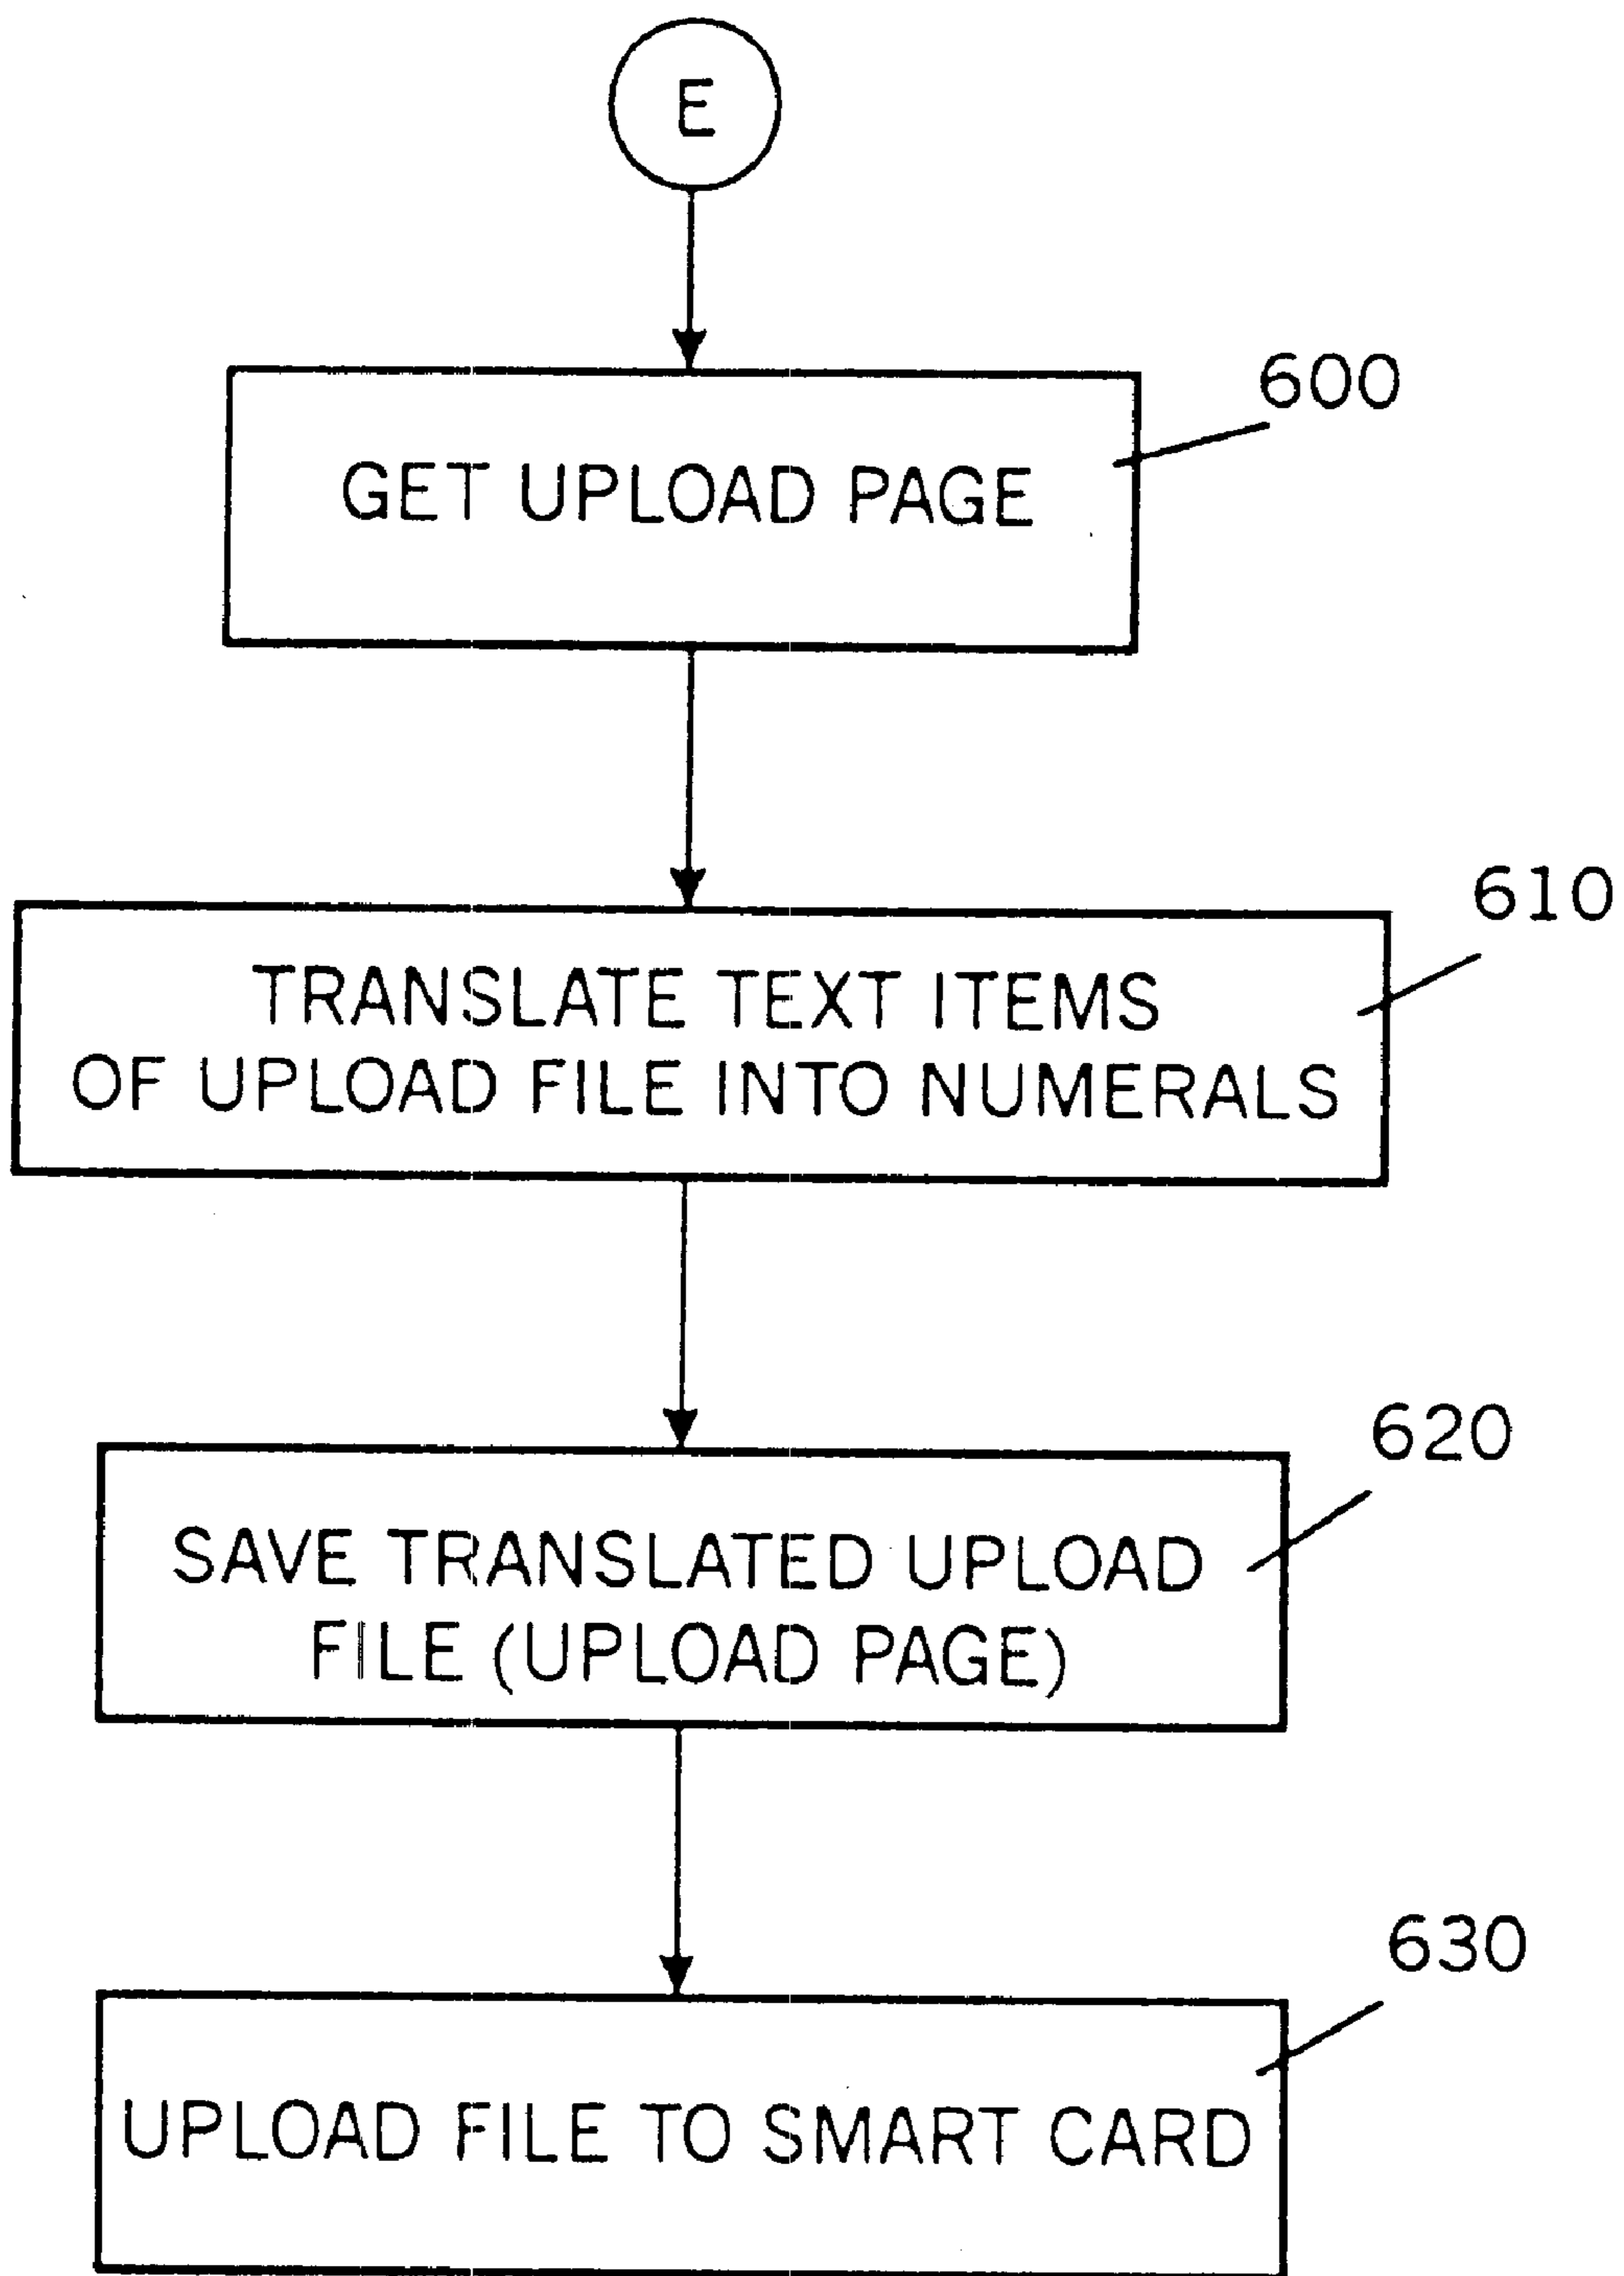 E
600
GET UPLOAD PAGE
610
TRANSLATE TEXT ITEMS
OF UPLOAD FILE INTO NUMERALS
620
SAVE TRANSLATED UPLOAD
FILE (UPLOAD PAGE)
630
UPLOAD FILE TO SMART CARD